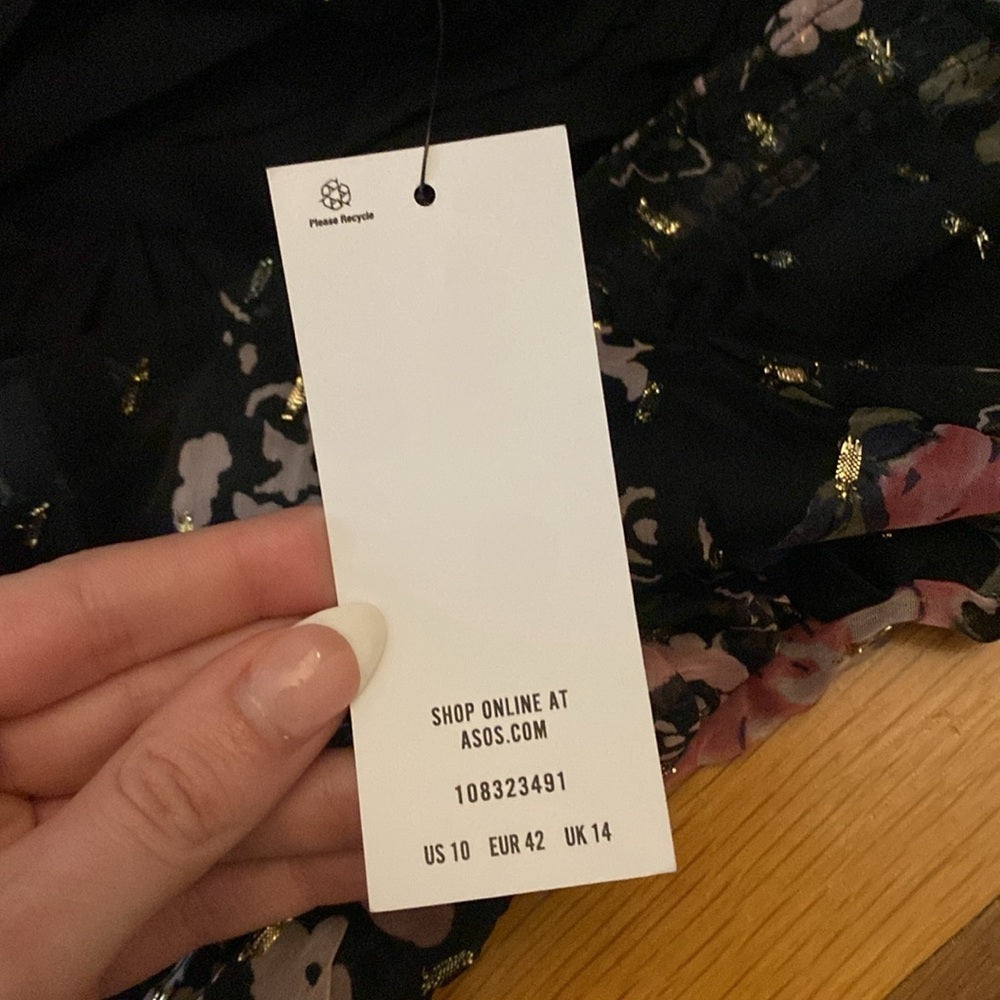 Please Recycle
SHOP ONLINE AT
ASOS.COM
108323491
US 10 EUR 42 UK 14